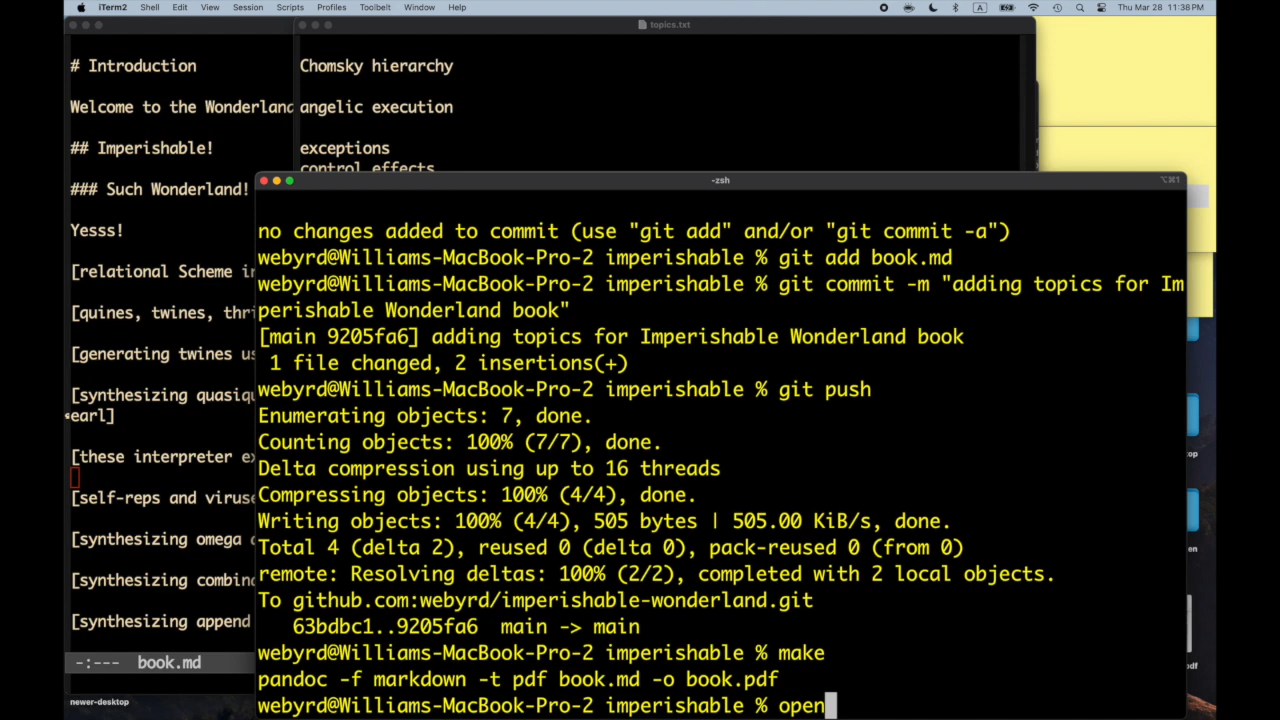 iTerm2 Shell Edit View Session Scripts Profiles Toolbelt Window Help
A Thu Mar 28 11:38 PM
topics.txt
# Introduction
Welcome to the Wonderland
## Imperishable!
### Such Wonderland!
Yesss!
[relational Scheme in
[quines, twines, thri
[generating twines us
[synthesizing quasiqu
earl]
[these interpreter ex
[self-reps and viruse
[synthesizing omega
[synthesizing combin
[synthesizing append
-:--- book.md
newer-desktop
Chomsky hierarchy
angelic execution
exceptions
control effects
-zsh
⌥⌘1
no changes added to commit (use "git add" and/or "git commit -a")
webyrd@Williams-MacBook-Pro-2 imperishable % git add book.md
webyrd@Williams-MacBook-Pro-2 imperishable % git commit -m "adding topics for Im
perishable Wonderland book"
[main 9205fa6] adding topics for Imperishable Wonderland book
1 file changed, 2 insertions(+)
webyrd@Williams-MacBook-Pro-2 imperishable % git push
Enumerating objects: 7, done.
Counting objects: 100% (7/7), done.
Delta compression using up to 16 threads
Compressing objects: 100% (4/4), done.
Writing objects: 100% (4/4), 505 bytes | 505.00 KiB/s, done.
Total 4 (delta 2), reused 0 (delta 0), pack-reused 0 (from 0)
remote: Resolving deltas: 100% (2/2), completed with 2 local objects.
To github.com:webyrd/imperishable-wonderland.git
63bdbc1..9205fa6 main -> main
webyrd@Williams-MacBook-Pro-2 imperishable % make
pandoc -f markdown -t pdf book.md -o book.pdf
webyrd@Williams-MacBook-Pro-2 imperishable % open
top
en
df